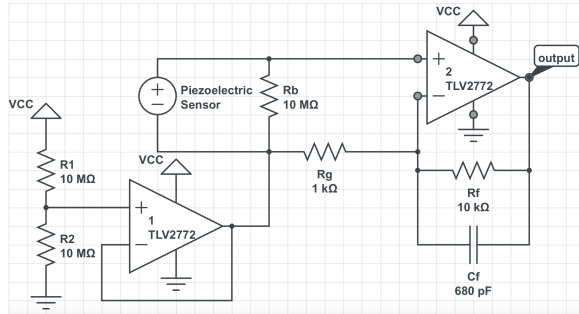 VCC
output
2
TLV2772
Piezoelectric
Sensor
Rb
10 MΩ
VCC
VCC
R1
10 MΩ
Rg
1 kΩ
Rf
10 kΩ
1
TLV2772
R2
10 MΩ
Cf
680 pF